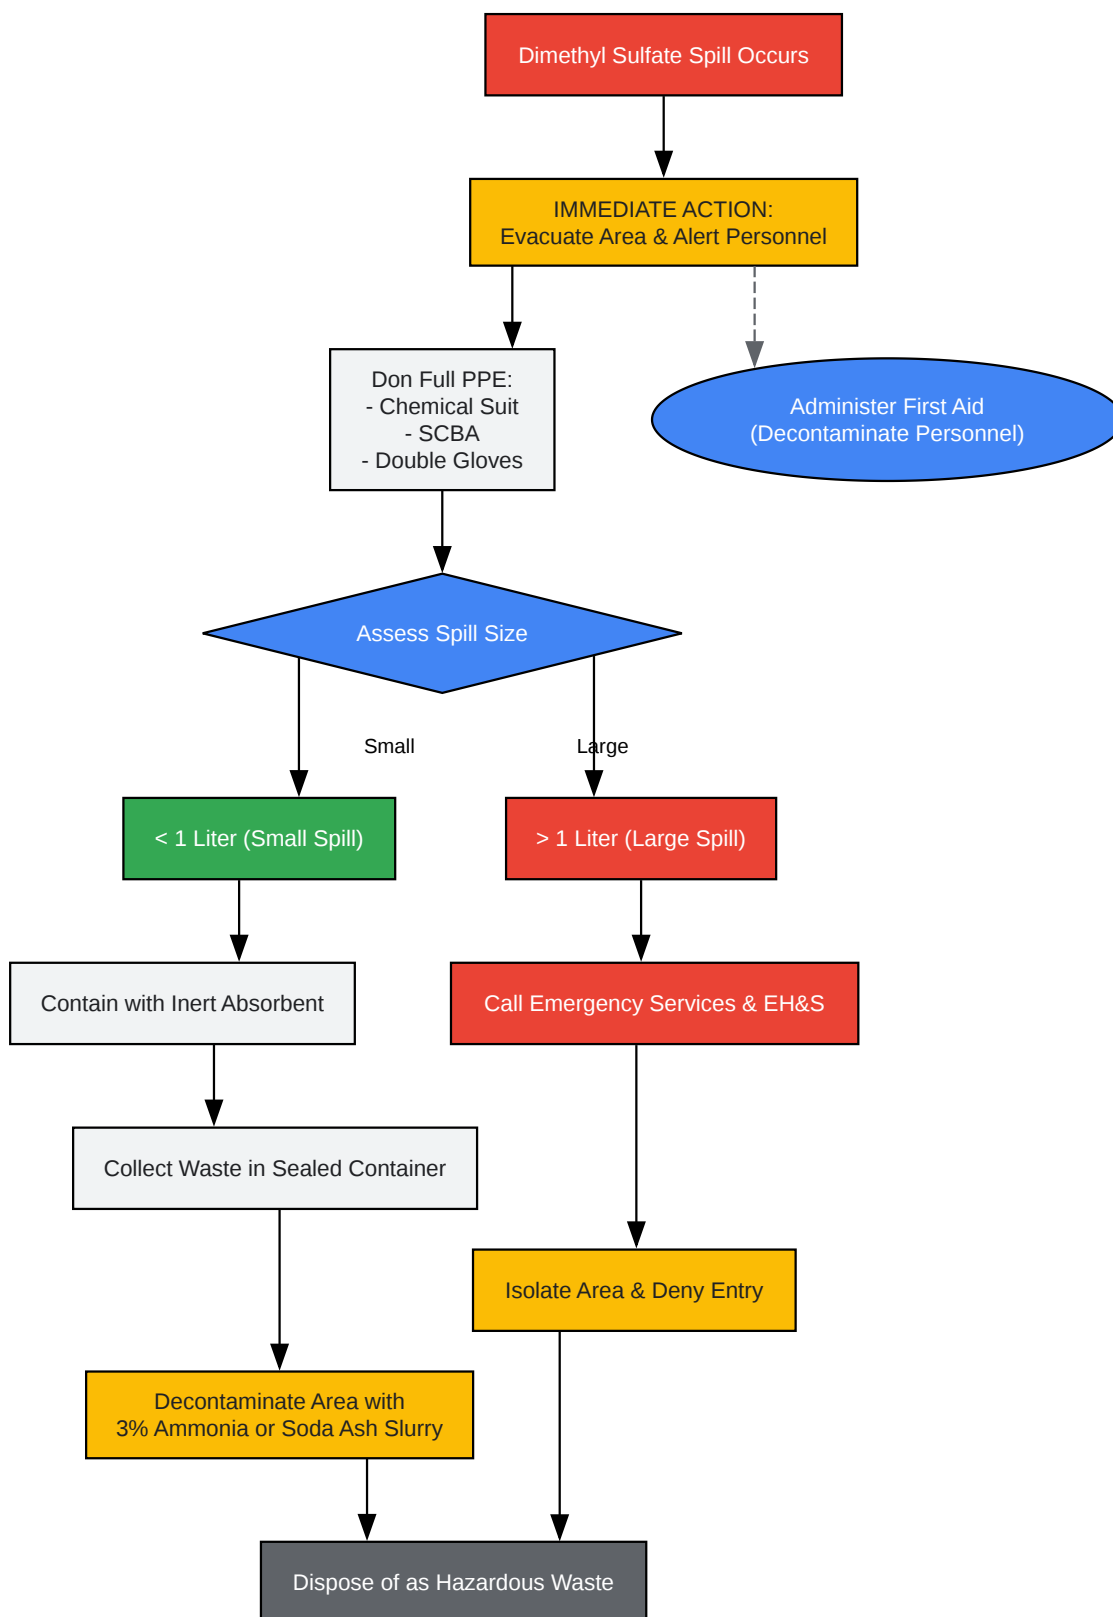 Dimethyl Sulfate Spill Occurs
IMMEDIATE ACTION:
Evacuate Area & Alert Personnel
Don Full PPE:
- Chemical Suit
- SCBA
- Double Gloves
Administer First Aid
(Decontaminate Personnel)
Assess Spill Size
Small
Large
< 1 Liter (Small Spill)
> 1 Liter (Large Spill)
Contain with Inert Absorbent
Call Emergency Services & EH&S
Collect Waste in Sealed Container
Isolate Area & Deny Entry
Decontaminate Area with
3% Ammonia or Soda Ash Slurry
Dispose of as Hazardous Waste